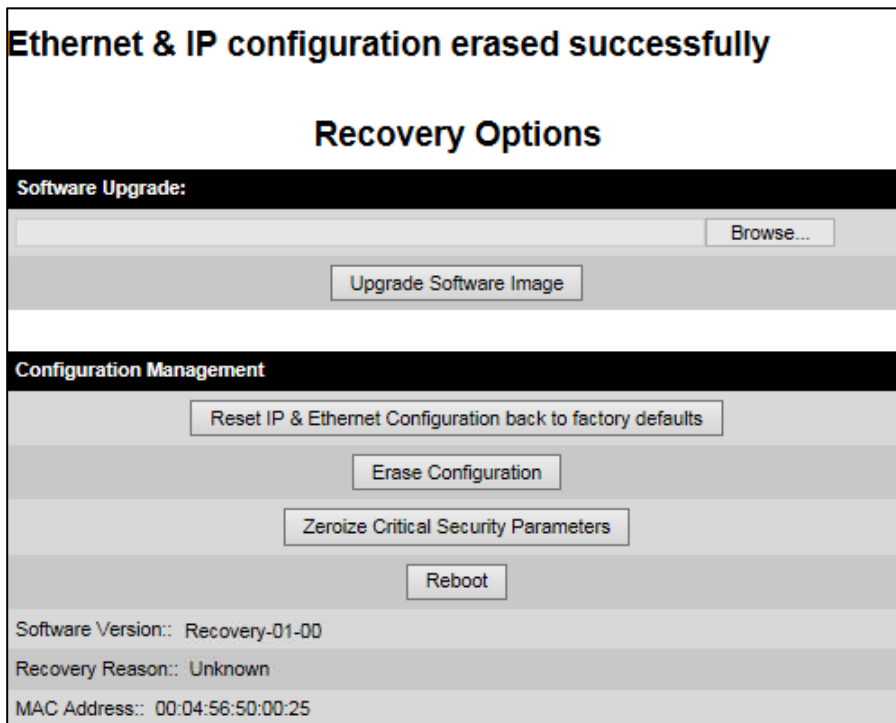 Ethernet & IP configuration erased successfully
Recovery Options
Software Upgrade:
Browse...
Upgrade Software Image
Configuration Management
Reset IP & Ethernet Configuration back to factory defaults
Erase Configuration
Zeroize Critical Security Parameters
Reboot
Software Version:: Recovery-01-00
Recovery Reason:: Unknown
MAC Address:: 00:04:56:50:00:25